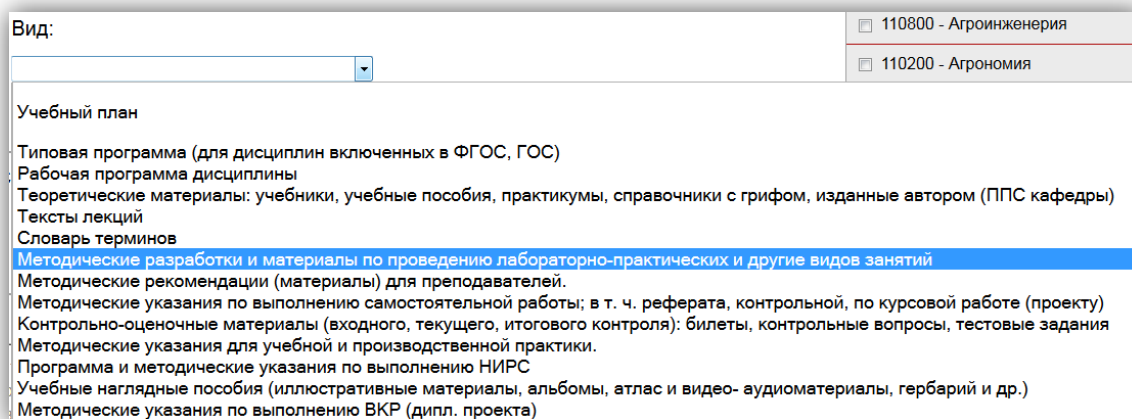 Вид:
110800 - Агроинженерия
110200 - Агрономия
Учебный план
Типовая программа (для дисциплин включенных в ФГОС, ГОС)
Рабочая программа дисциплины
Теоретические материалы: учебники, учебные пособия, практикумы, справочники с грифом, изданные автором (ППС кафедры)
Тексты лекций
Словарь терминов
Методические разработки и материалы по проведению лабораторно-практических и другие видов занятий
Методические рекомендации (материалы) для преподавателей.
Методические указания по выполнению самостоятельной работы; в т. ч. реферата, контрольной, по курсовой работе (проекту)
Контрольно-оценочные материалы (входного, текущего, итогового контроля): билеты, контрольные вопросы, тестовые задания
Методические указания для учебной и производственной практики.
Программа и методические указания по выполнению НИРС
Учебные наглядные пособия (иллюстративные материалы, альбомы, атлас и видео- аудиоматериалы, гербарий и др.)
Методические указания по выполнению ВКР (дипл. проекта)